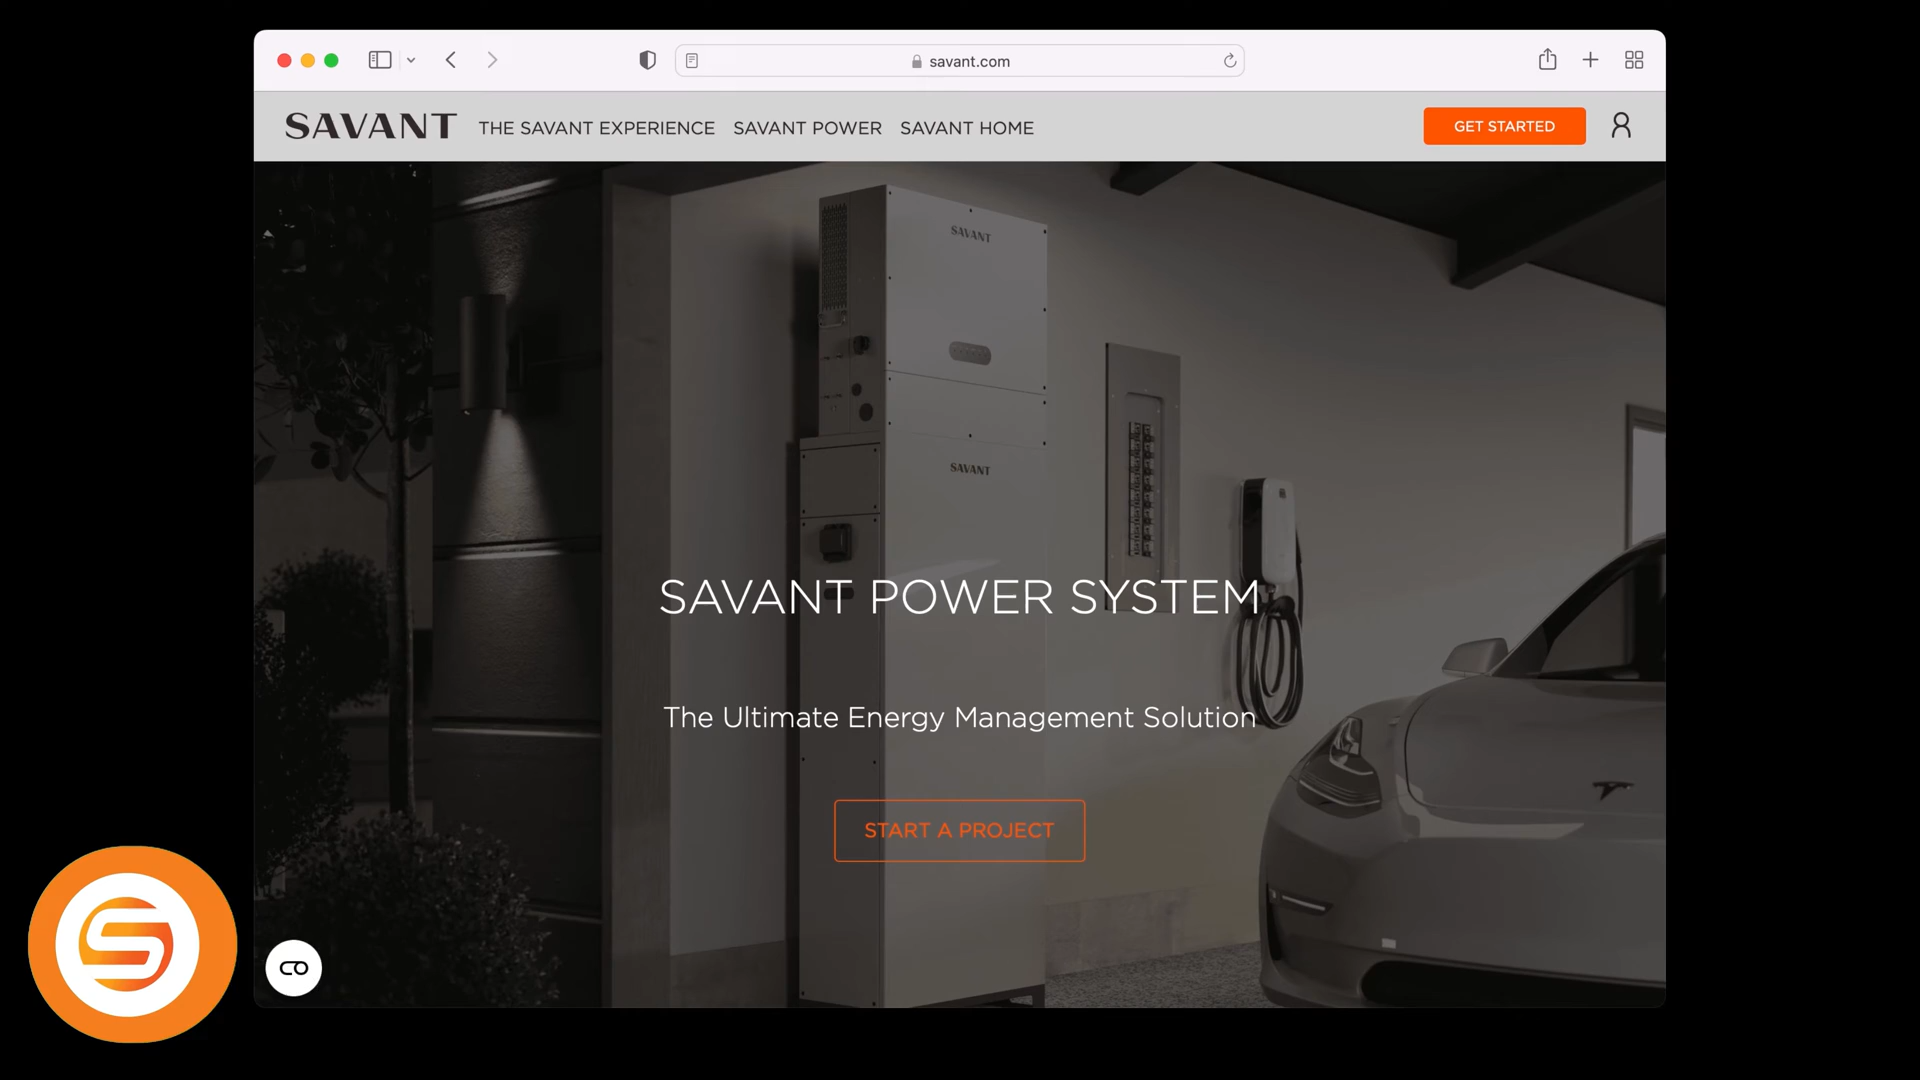 savant.com
SAVANT THE SAVANT EXPERIENCE SAVANT POWER SAVANT HOME GET STARTED
SAVANT
SAVANT
SAVANT POWER SYSTEM
The Ultimate Energy Management Solution
START A PROJECT
S